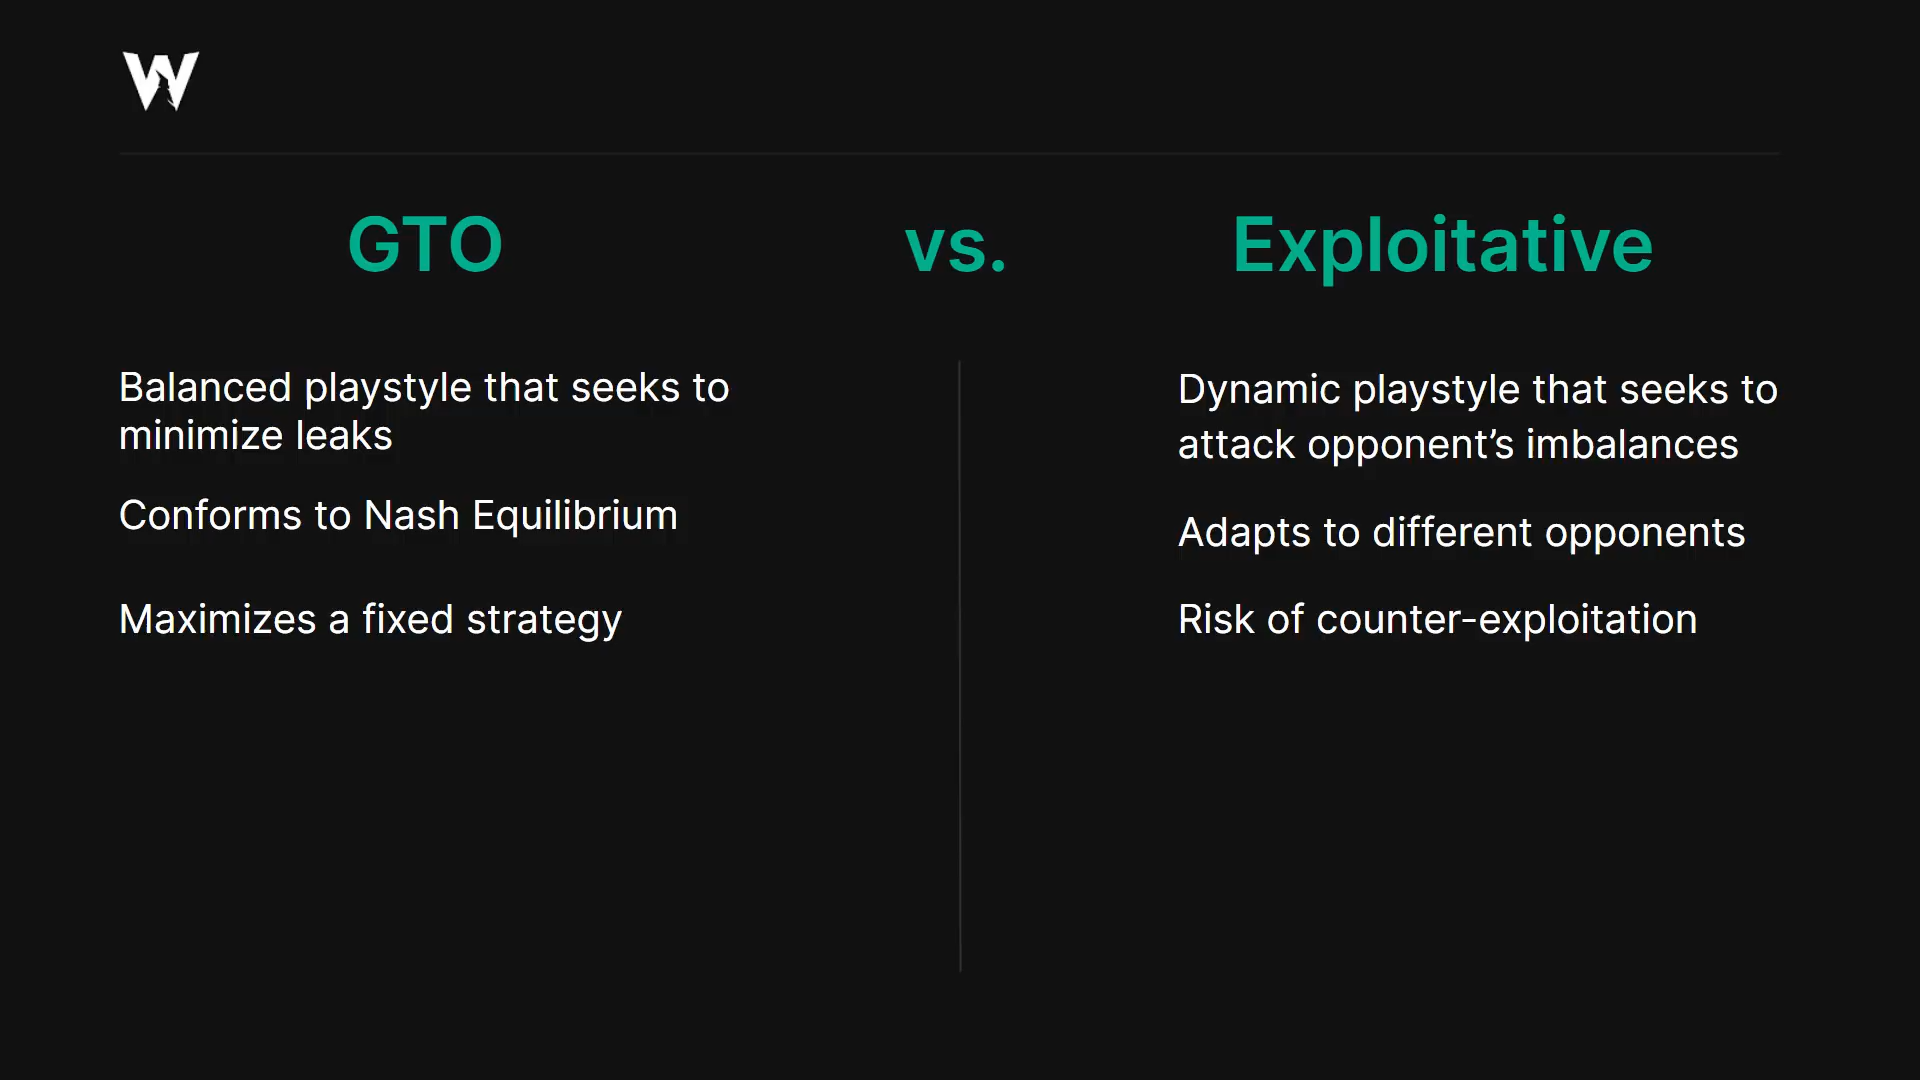 W
GTO vs. Exploitative
Balanced playstyle that seeks to
minimize leaks
Conforms to Nash Equilibrium
Maximizes a fixed strategy
Dynamic playstyle that seeks to
attack opponent’s imbalances
Adapts to different opponents
Risk of counter-exploitation